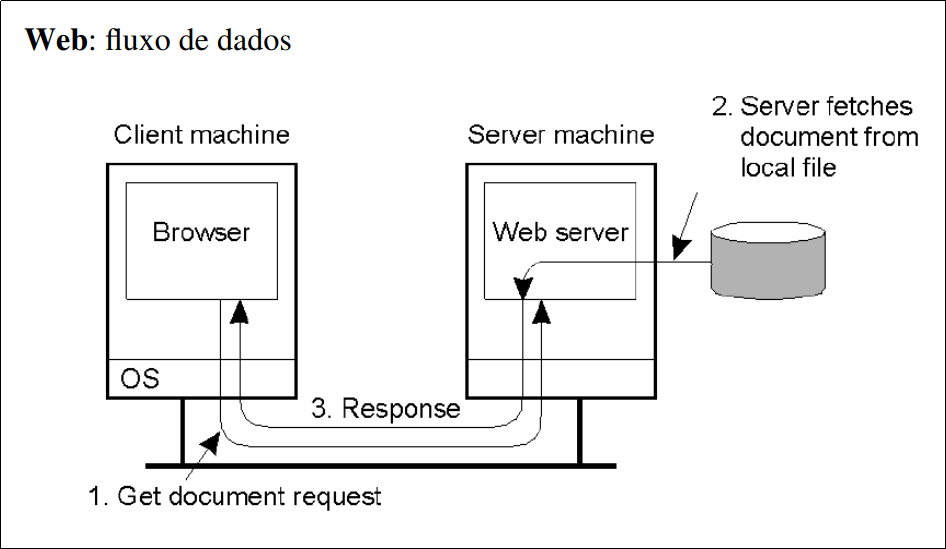 Web: fluxo de dados
2. Server fetches
document from
local file
Client machine
Server machine
Browser
Web server
OS
3. Response
1. Get document request